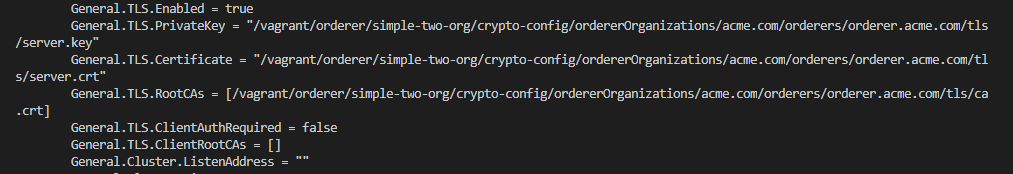 General.TLS.Enabled = true
General.TLS.PrivateKey = "/vagrant/orderer/simple-two-org/crypto-config/ordererOrganizations/acme.com/orderers/orderer.acme.com/tls
/server.key"
General.TLS.Certificate = "/vagrant/orderer/simple-two-org/crypto-config/ordererOrganizations/acme.com/orderers/orderer.acme.com/tl
s/server.crt"
General.TLS.RootCAs = [/vagrant/orderer/simple-two-org/crypto-config/ordererOrganizations/acme.com/orderers/orderer.acme.com/tls/ca
.crt]
General.TLS.ClientAuthRequired = false
General.TLS.ClientRootCAs = []
General.Cluster.ListenAddress = ""